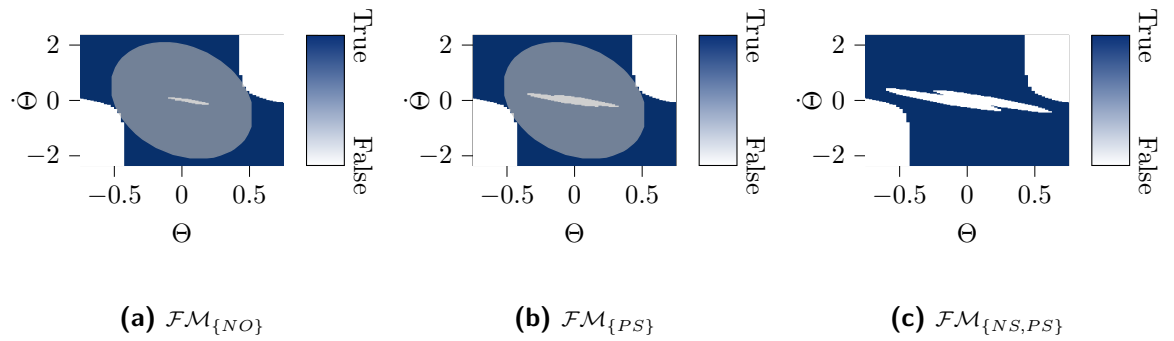 2
0
−2
Θ̇
−0.5
0
0.5
Θ
True
False
2
0
−2
Θ̇
−0.5
0
0.5
Θ
True
False
2
0
−2
Θ̇
−0.5
0
0.5
Θ
True
False
(a) ℱℳ{NO}
(b) ℱℳ{PS}
(c) ℱℳ{NS,PS}